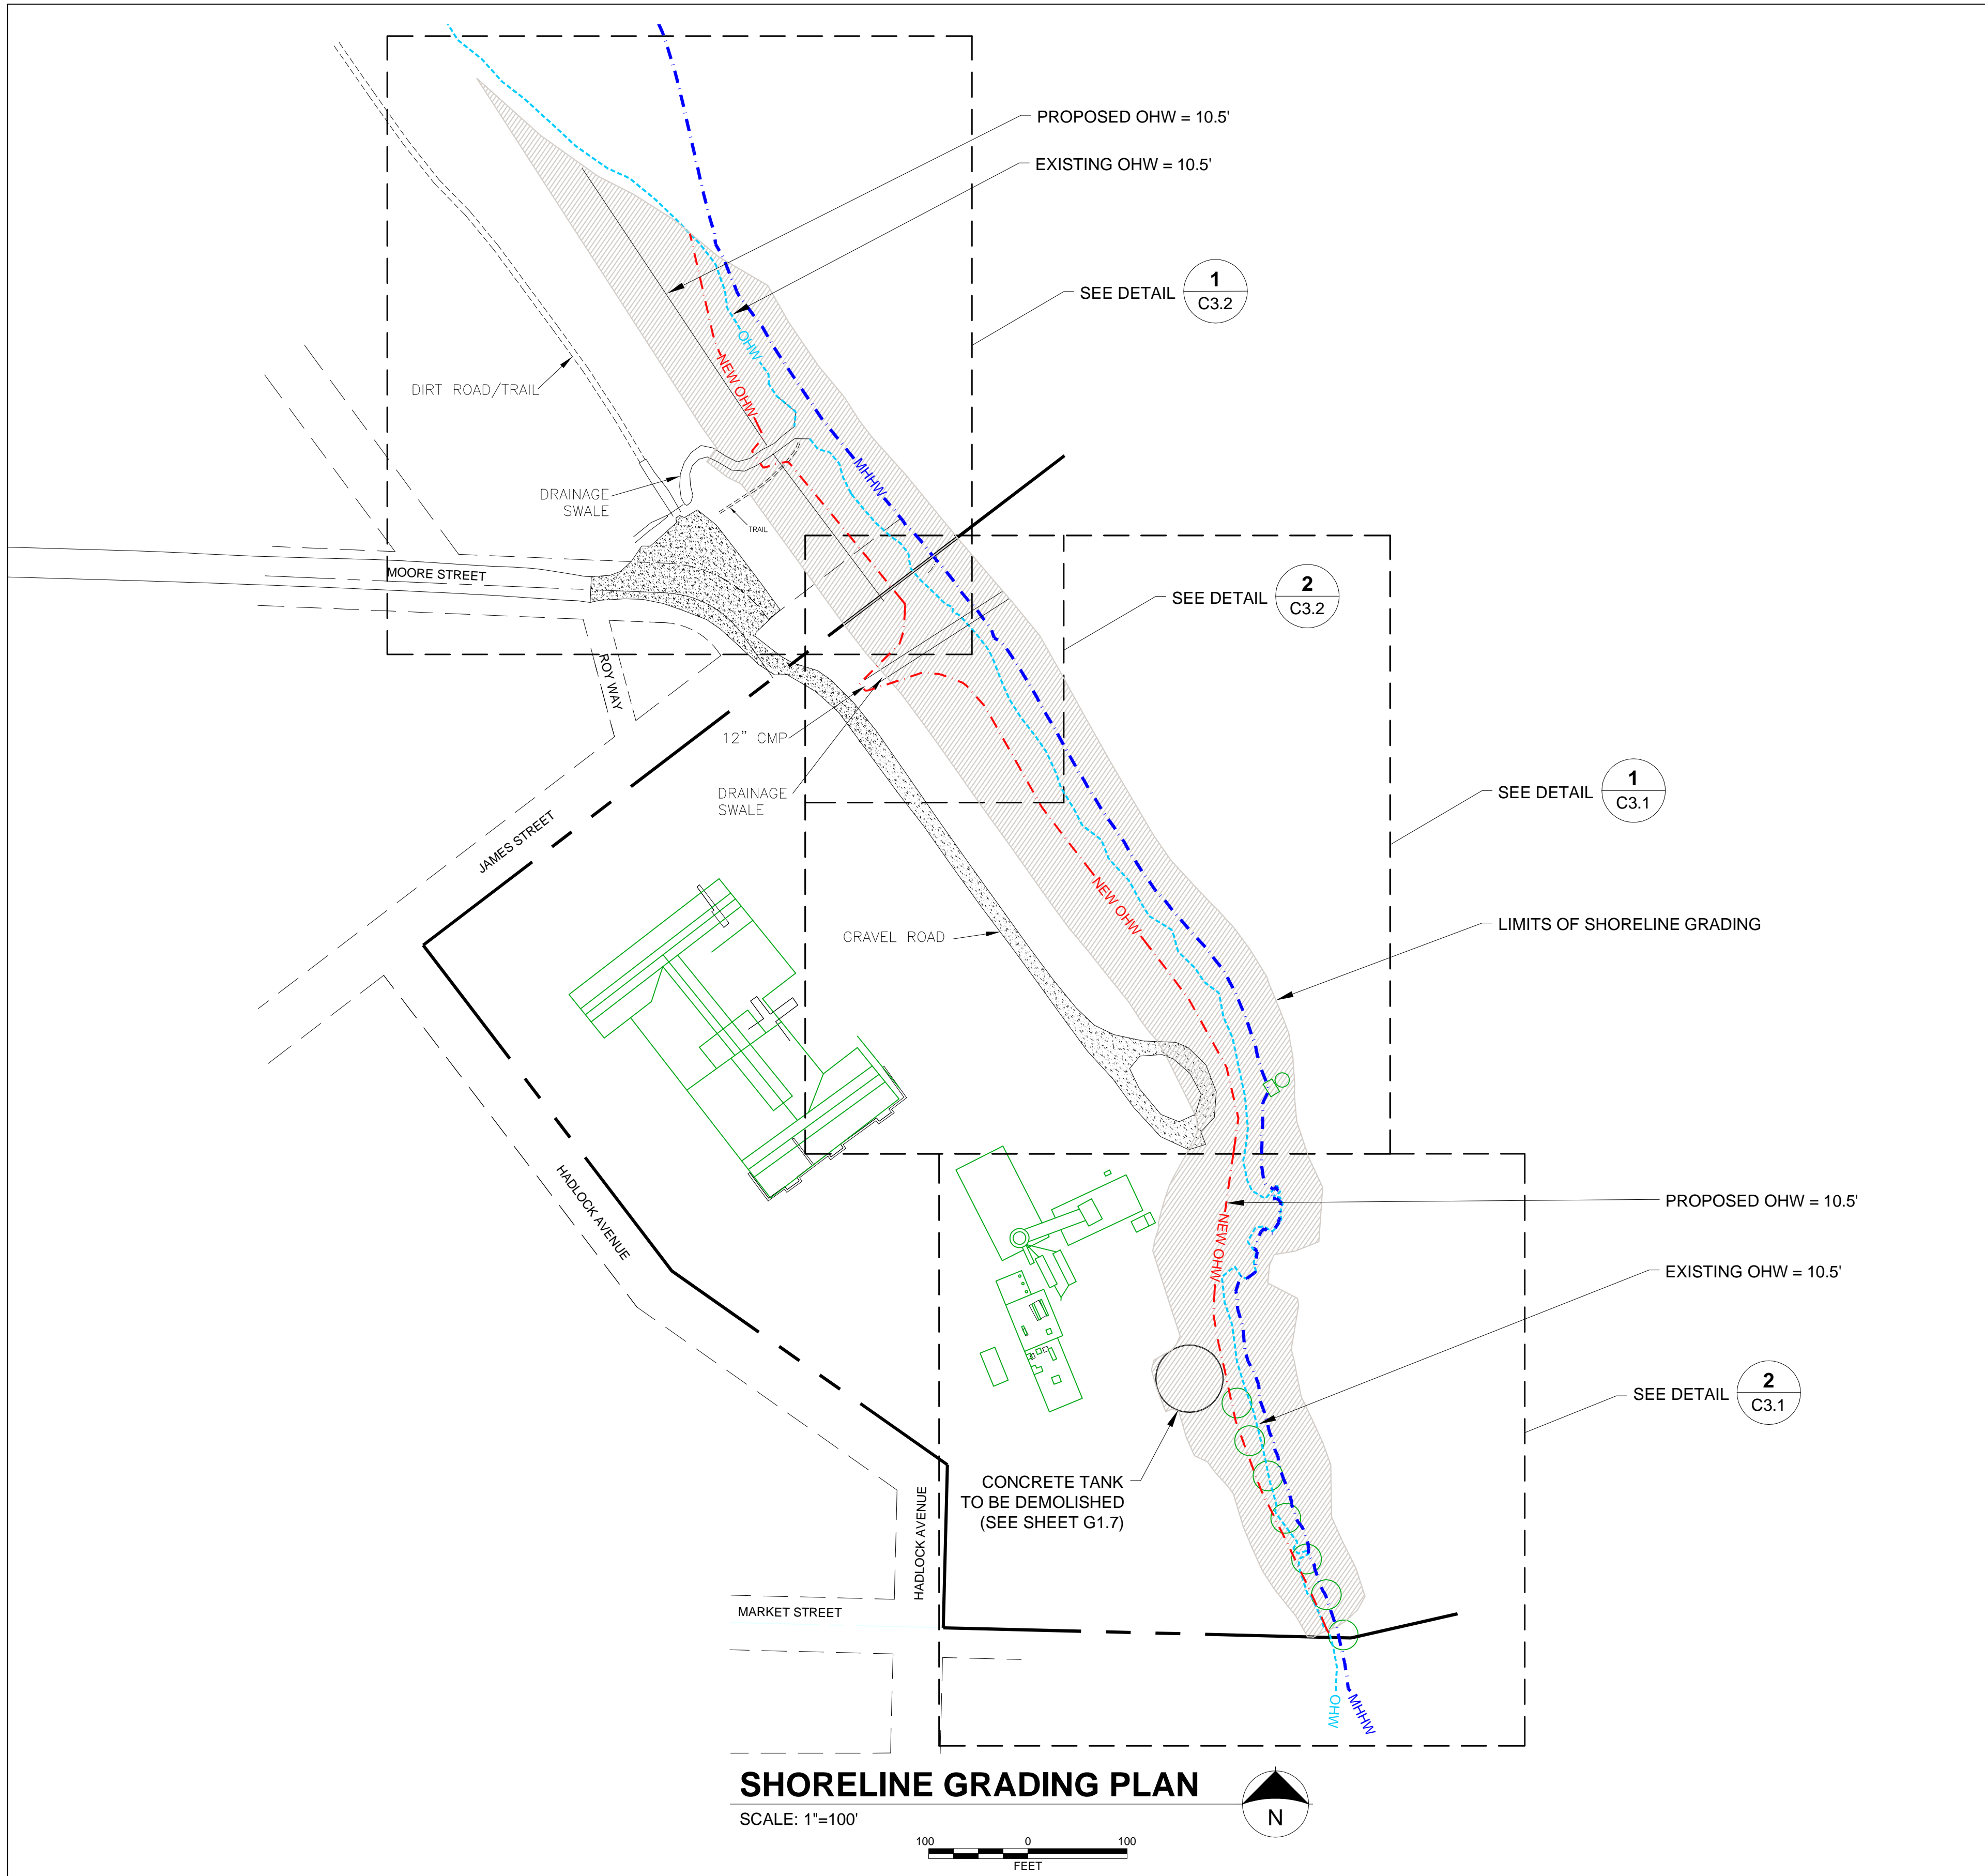 PROPOSED OHW = 10.5'
EXISTING OHW = 10.5'
SEE DETAIL
1
C3.2
OHW
NEW OHW
DIRT ROAD/TRAIL
MHHW
DRAINAGE
SWALE
TRAIL
MOORE STREET
SEE DETAIL
2
C3.2
ROY WAY
12" CMP
DRAINAGE
SWALE
SEE DETAIL
1
C3.1
JAMES STREET
NEW OHW
LIMITS OF SHORELINE GRADING
GRAVEL ROAD
HADLOCK AVENUE
PROPOSED OHW = 10.5'
NEW OHW
EXISTING OHW = 10.5'
SEE DETAIL
2
C3.1
CONCRETE TANK
TO BE DEMOLISHED
(SEE SHEET G1.7)
HADLOCK AVENUE
MARKET STREET
OHW
MHHW
SHORELINE GRADING PLAN
SCALE: 1"=100'
N
100 0 100
FEET